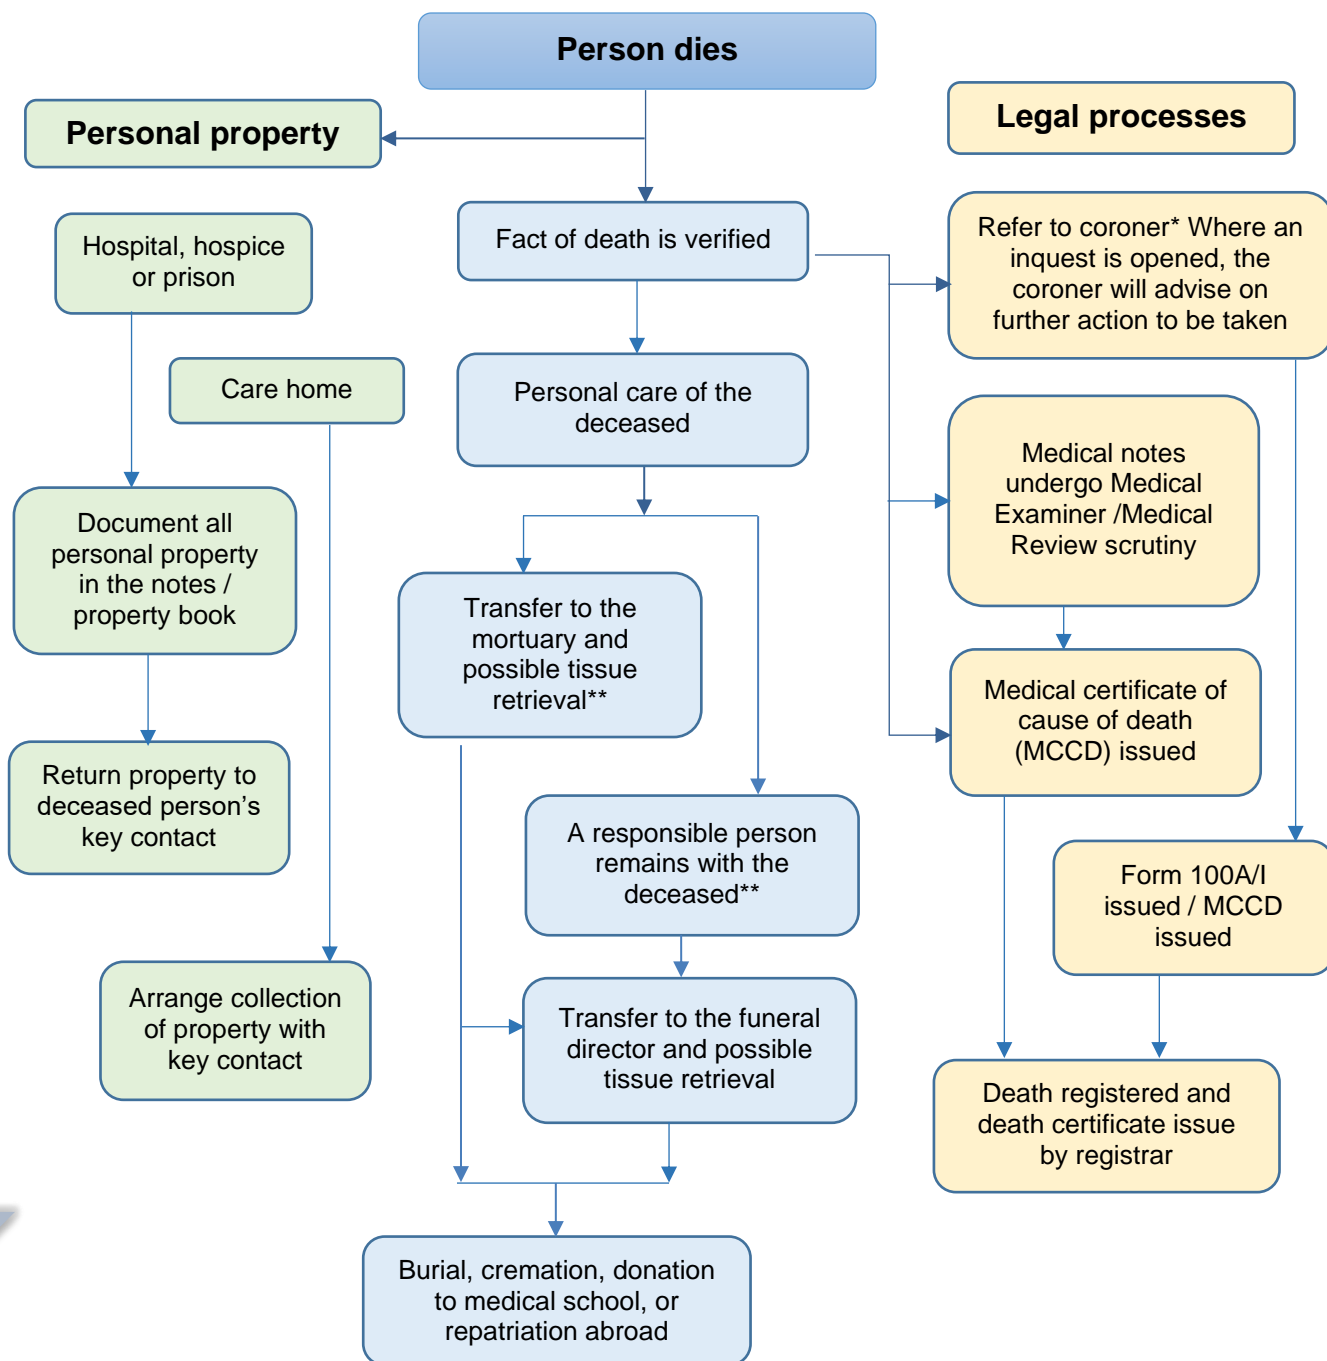 Person dies
Personal property
Legal processes
Hospital, hospice
or prison
Care home
Document all
personal property
in the notes /
property book
Return property to
deceased person’s
key contact
Arrange collection
of property with
key contact
Fact of death is verified
Personal care of the
deceased
Transfer to the
mortuary and
possible tissue
retrieval**
A responsible person
remains with the
deceased**
Transfer to the funeral
director and possible
tissue retrieval
Burial, cremation, donation
to medical school, or
repatriation abroad
Refer to coroner* Where an
inquest is opened, the
coroner will advise on
further action to be taken
Medical notes
undergo Medical
Examiner /Medical
Review scrutiny
Medical certificate of
cause of death
(MCCD) issued
Form 100A/I
issued / MCCD
issued
Death registered and
death certificate issue
by registrar